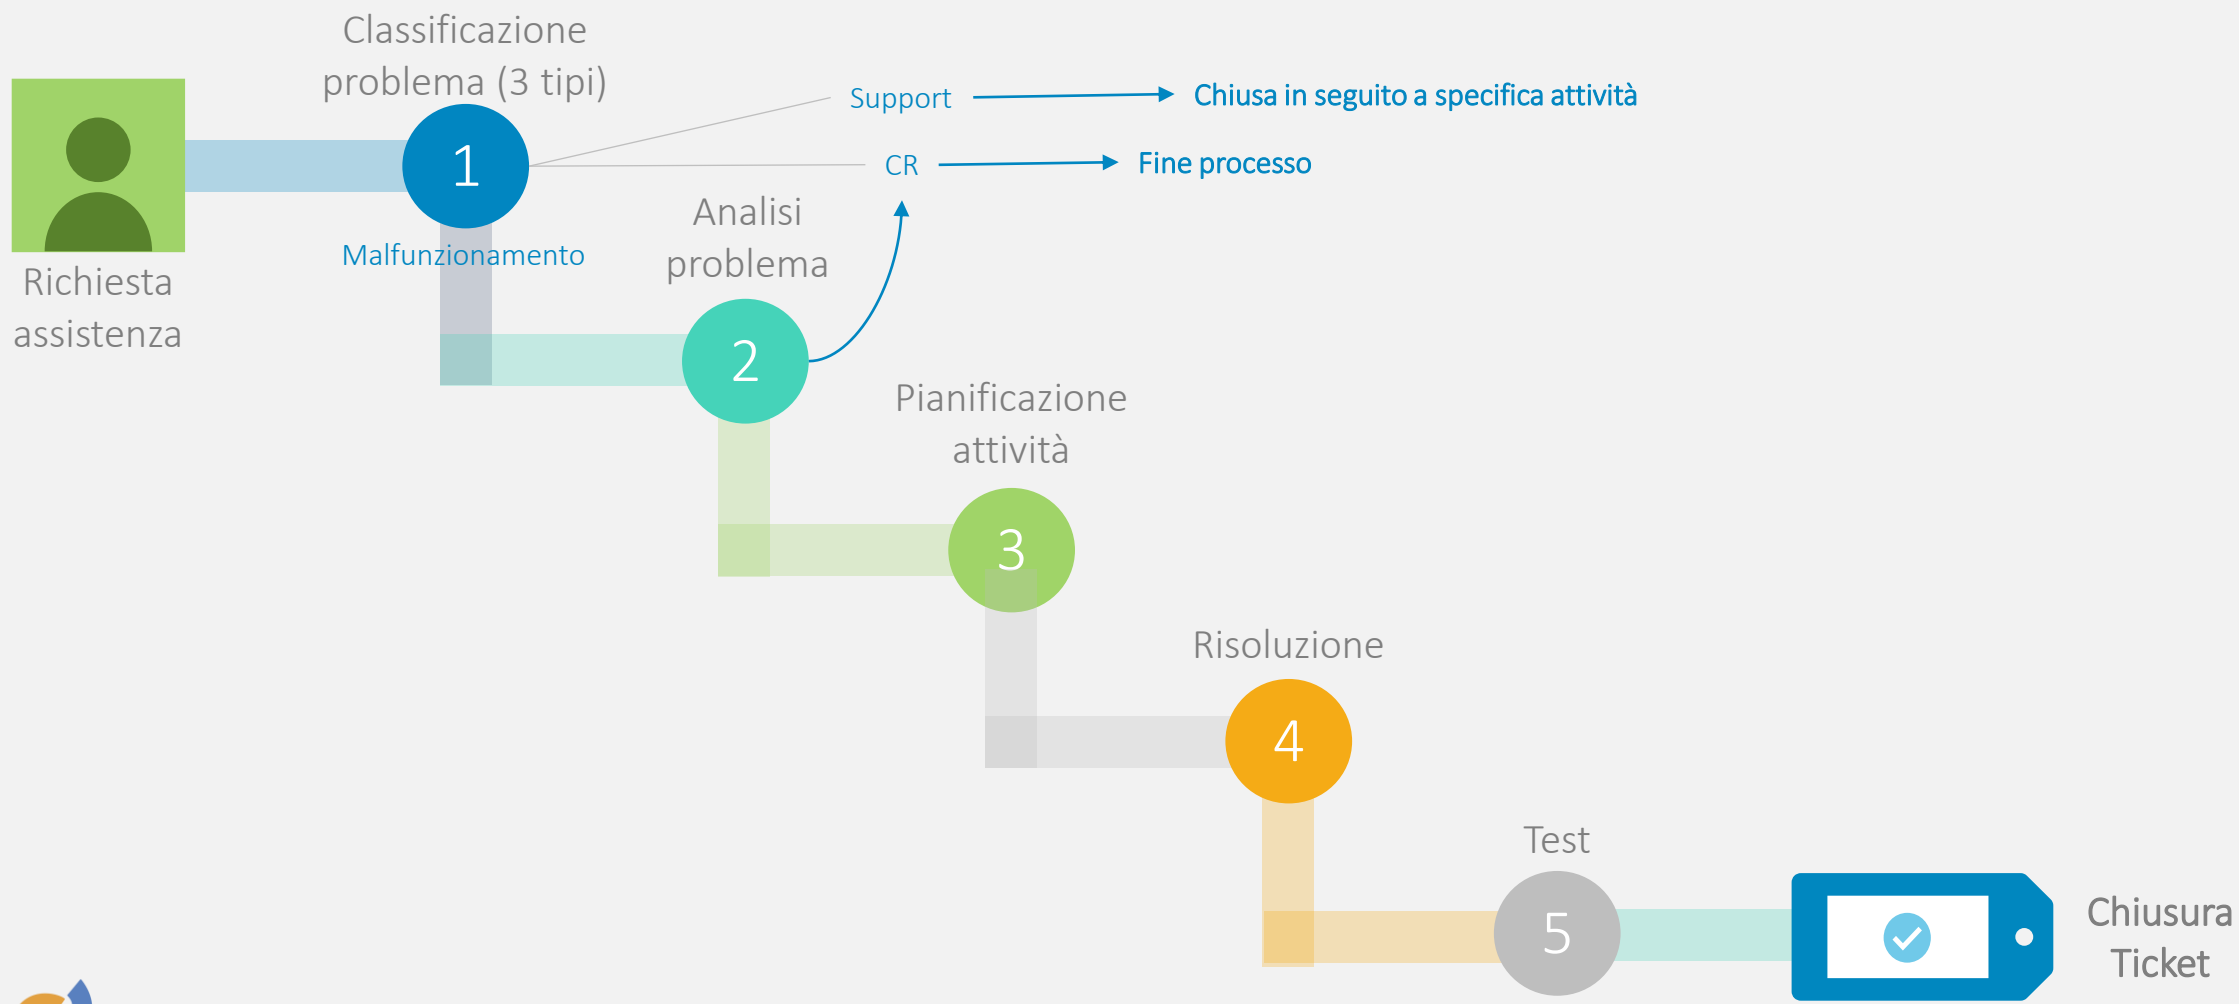 Classificazione
problema (3 tipi)
Support
Chiusa in seguito a specifica attività
1
CR
Fine processo
Richiesta
assistenza
Malfunzionamento
Analisi
problema
2
Pianificazione
attività
3
Risoluzione
4
Test
5
Chiusura
Ticket